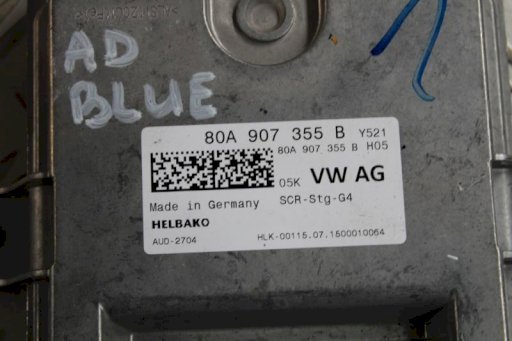 AD
BLUE
80A 907 355 B Y521
80A 907 355 B H05
05K VW AG
Made in Germany SCR-Stg-G4
HELBAKO
AUD-2704 HLK-00115.07.1500010064